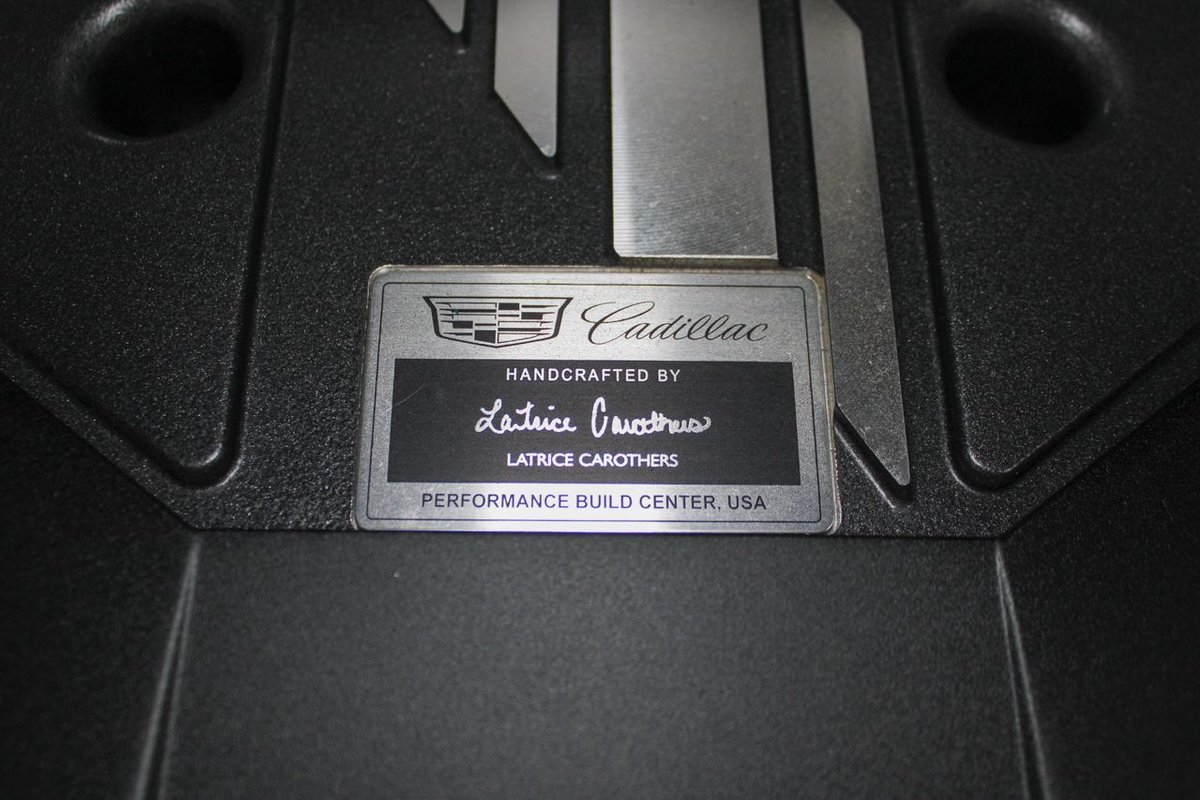 Cadillac
HANDCRAFTED BY
Latrice Carothers
LATRICE CAROTHERS
PERFORMANCE BUILD CENTER, USA